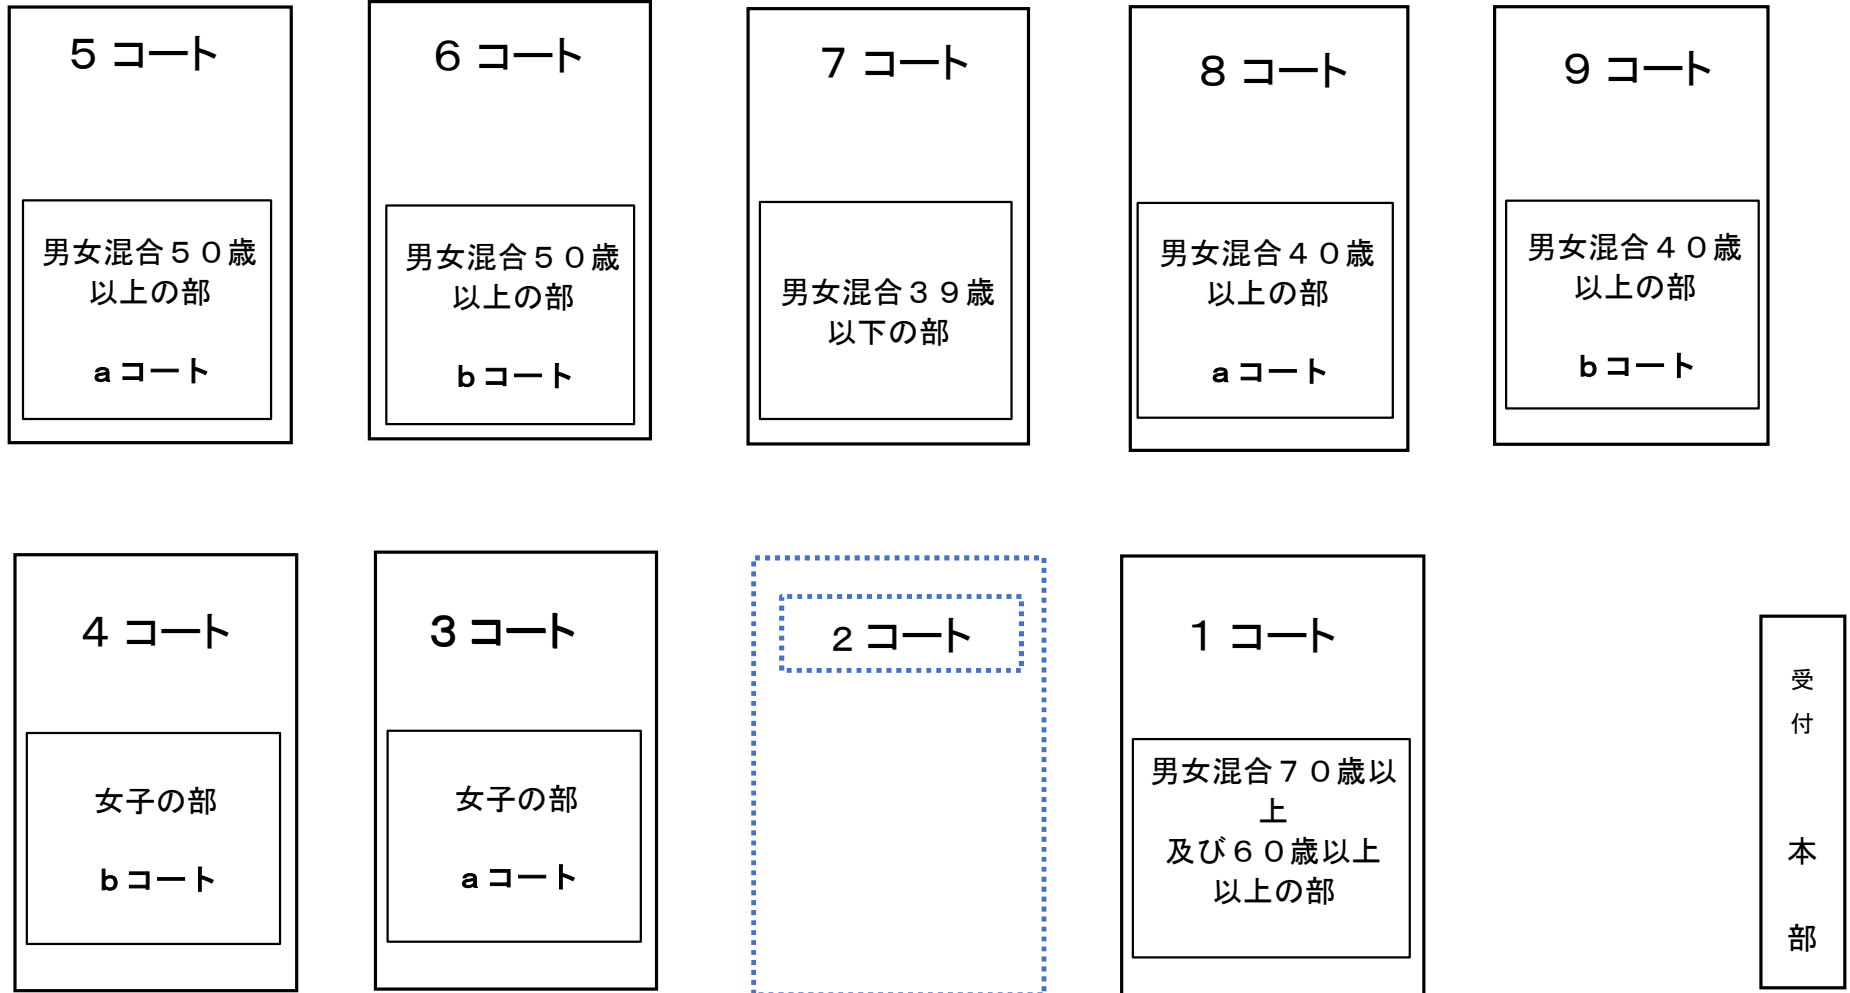 ５コート
男女混合５０歳
以上の部
ａコート
６コート
男女混合５０歳
以上の部
ｂコート
７コート
男女混合３９歳
以下の部
８コート
男女混合４０歳
以上の部
ａコート
９コート
男女混合４０歳
以上の部
ｂコート
４コート
女子の部
ｂコート
３コート
女子の部
ａコート
２コート
１コート
男女混合７０歳以
上
及び６０歳以上
以上の部
受付　本部